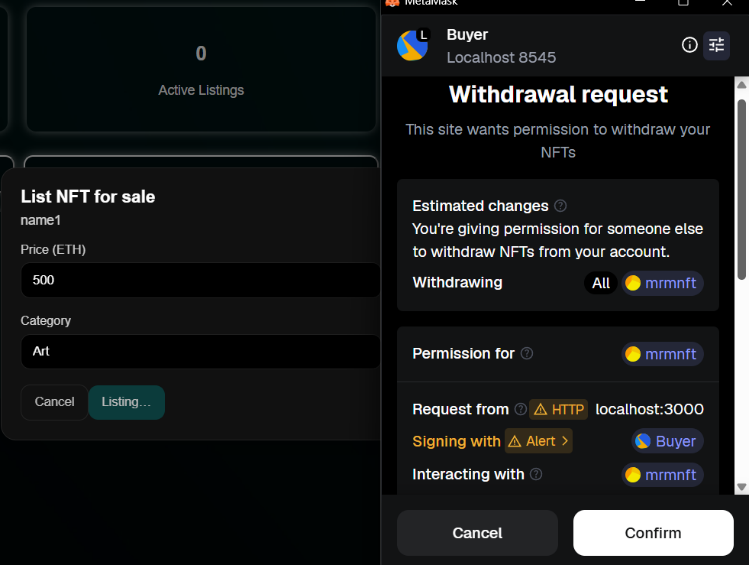 0
Active Listings
List NFT for sale
name1
Price (ETH)
500
Category
Art
Cancel
Listing...
MetaMask
L
Buyer
Localhost 8545
Withdrawal request
This site wants permission to withdraw your
NFTs
Estimated changes
You're giving permission for someone else
to withdraw NFTs from your account.
Withdrawing All mrmnft
Permission for mrmnft
Request from HTTP localhost:3000
Signing with Alert > Buyer
Interacting with mrmnft
Cancel Confirm